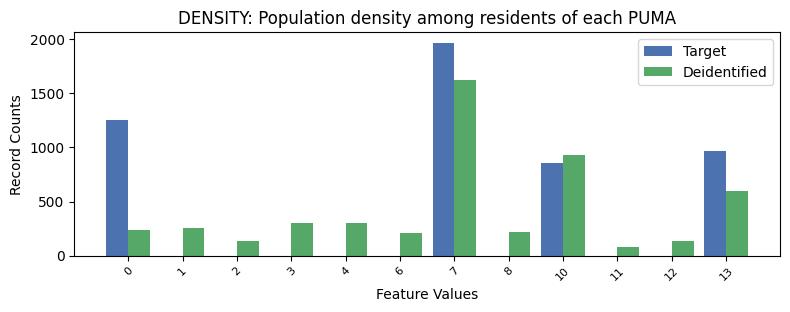 DENSITY: Population density among residents of each PUMA
2000
1500
1000
500
0
Record Counts
Target
Deidentified
0 1 2 3 4 6 7 8 10 11 12 13
Feature Values